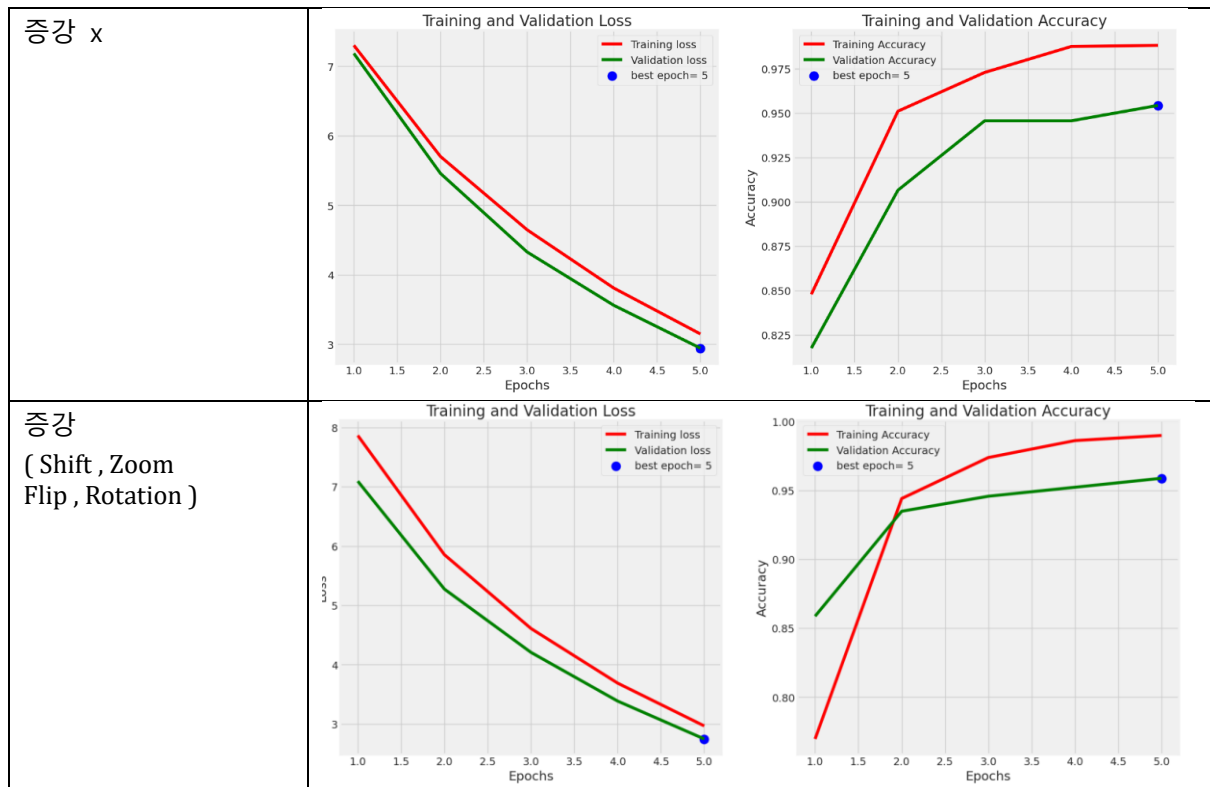 증강 x
Training and Validation Loss
Training loss
Validation loss
best epoch= 5
7
6
5
4
3
1.0 1.5 2.0 2.5 3.0 3.5 4.0 4.5 5.0
Epochs
Training and Validation Accuracy
Training Accuracy
Validation Accuracy
best epoch= 5
0.975
0.950
0.925
0.900
0.875
0.850
0.825
Accuracy
1.0 1.5 2.0 2.5 3.0 3.5 4.0 4.5 5.0
Epochs
증강
( Shift , Zoom
Flip , Rotation )
Training and Validation Loss
Training loss
Validation loss
best epoch= 5
8
7
6
5
4
3
Loss
1.0 1.5 2.0 2.5 3.0 3.5 4.0 4.5 5.0
Epochs
Training and Validation Accuracy
Training Accuracy
Validation Accuracy
best epoch= 5
1.00
0.95
0.90
0.85
0.80
Accuracy
1.0 1.5 2.0 2.5 3.0 3.5 4.0 4.5 5.0
Epochs